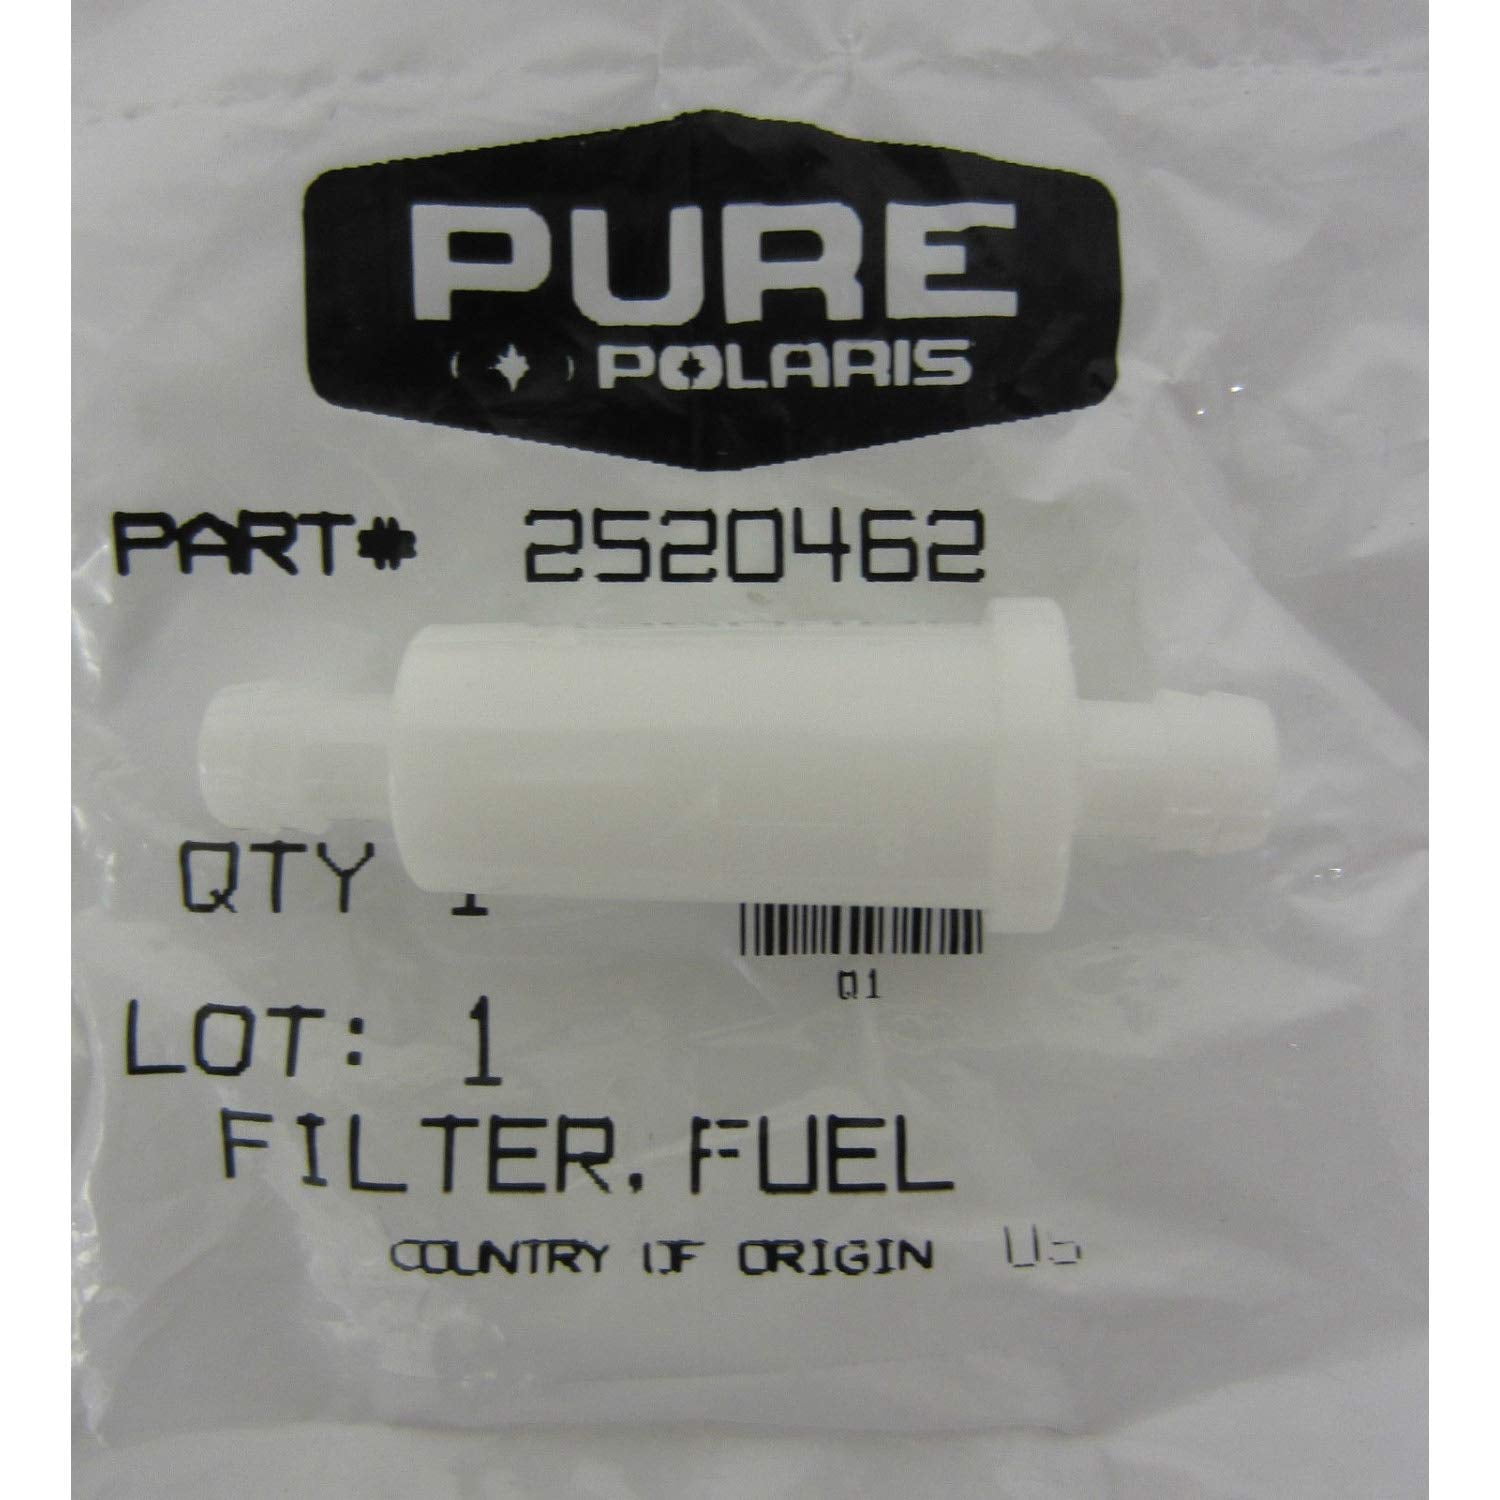 PURE
POLARIS
PART# 2520462
QTY 1
Q1
LOT: 1
FILTER, FUEL
COUNTRY OF ORIGIN US